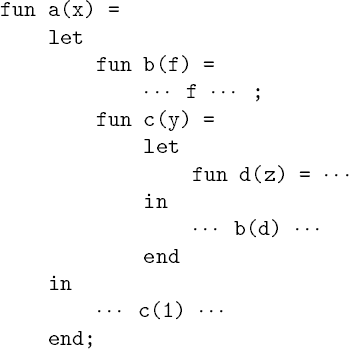 fun a(x) =
let
fun b(f) =
··· f ··· ;
fun c(y) =
let
fun d(z) = ···
in
··· b(d) ···
end
in
··· c(1) ···
end;